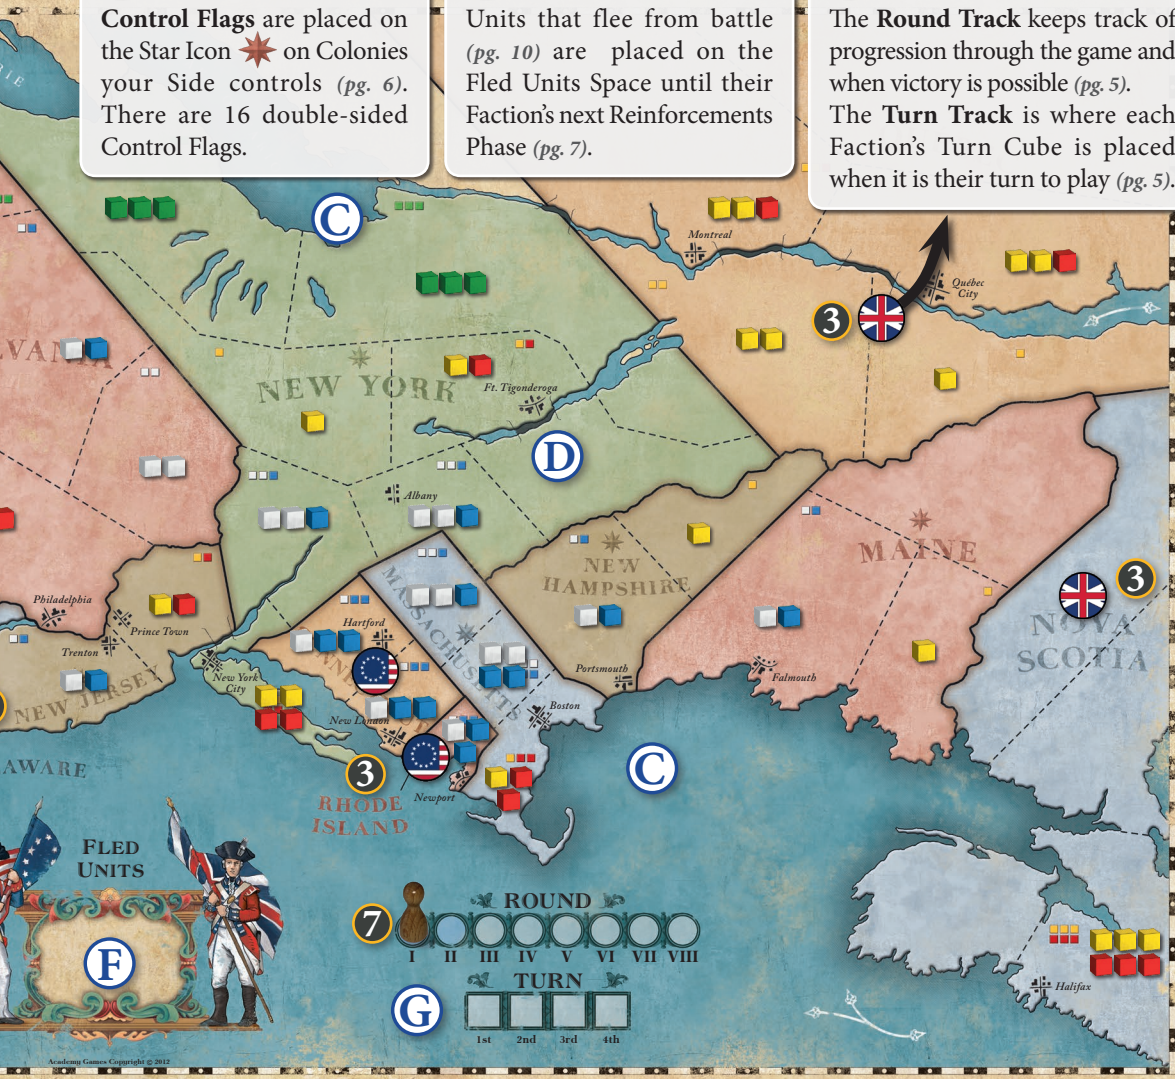 Control Flags are placed on
the Star Icon on Colonies
your Side controls (pg. 6).
There are 16 double-sided
Control Flags.
Units that flee from battle
(pg. 10) are placed on the
Fled Units Space until their
Faction's next Reinforcements
Phase (pg. 7).
The Round Track keeps track of
progression through the game and
when victory is possible (pg. 5).
The Turn Track is where each
Faction's Turn Cube is placed
when it is their turn to play (pg. 5).
RIE
C
Montreal
Québec
City
3
VANIA
NEW YORK
Ft. Tigonderoga
D
Albany
MAINE
NEW
HAMPSHIRE
MASSACHUSETTS
3
NOVA
SCOTIA
Philadelphia
Prince Town
Trenton
Hartford
New York
City
NEW JERSEY
Portsmouth
Falmouth
New London
Boston
AWARE
3
Newport
C
RHODE
ISLAND
FLED
UNITS
F
7
ROUND
I II III IV V VI VII VIII
TURN
G
1st 2nd 3rd 4th
Halifax
Academy Games Copyright © 2012